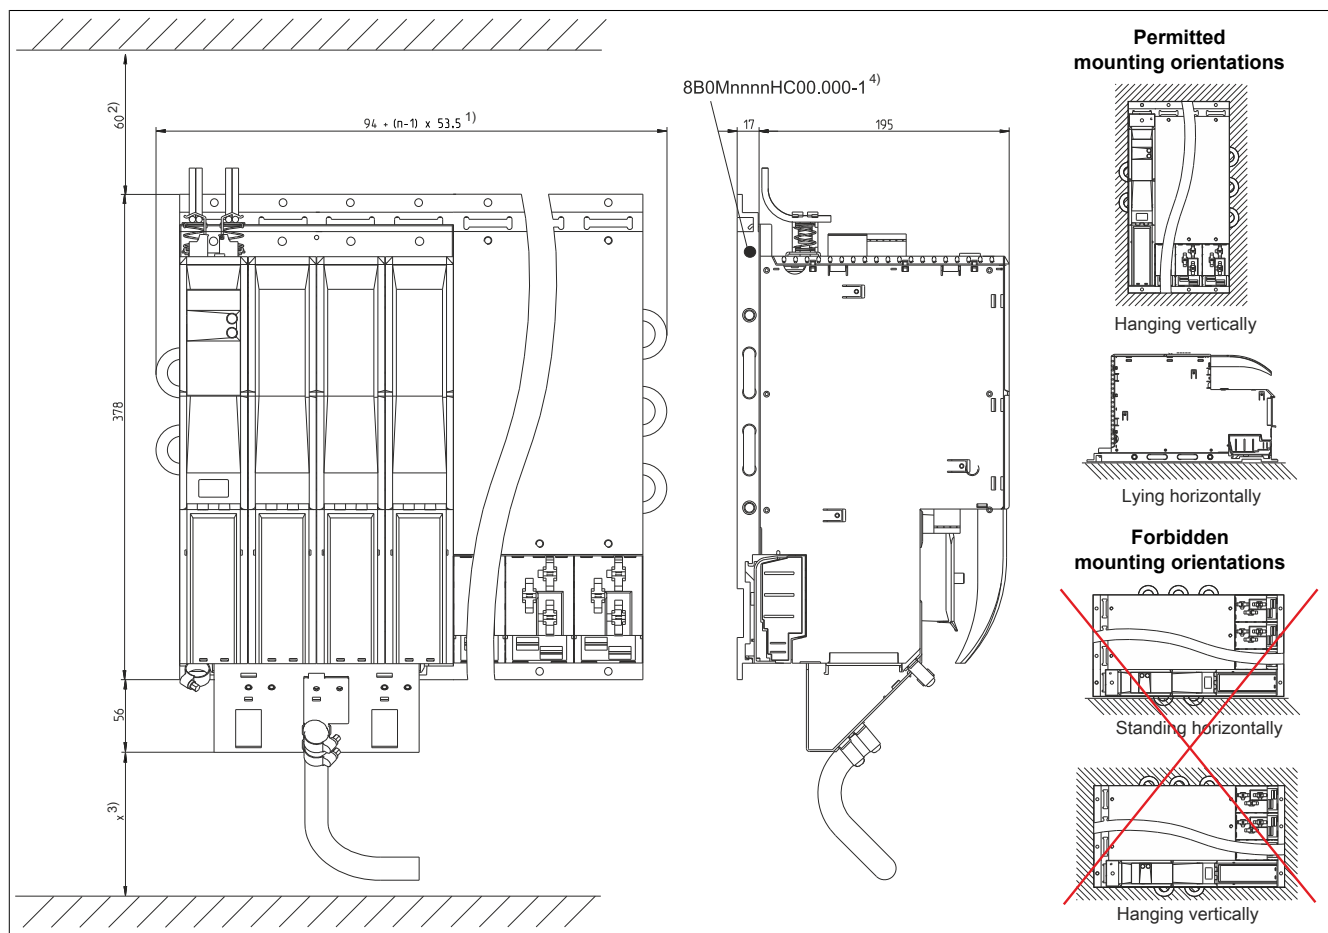 60 2)
94 + (n-1) x 53.5 1)
378
56
x 3)
8B0MnnnnHC00.000-1 4)
17
195
Permitted
mounting orientations
Hanging vertically
Lying horizontally
Forbidden
mounting orientations
Standing horizontally
Hanging vertically